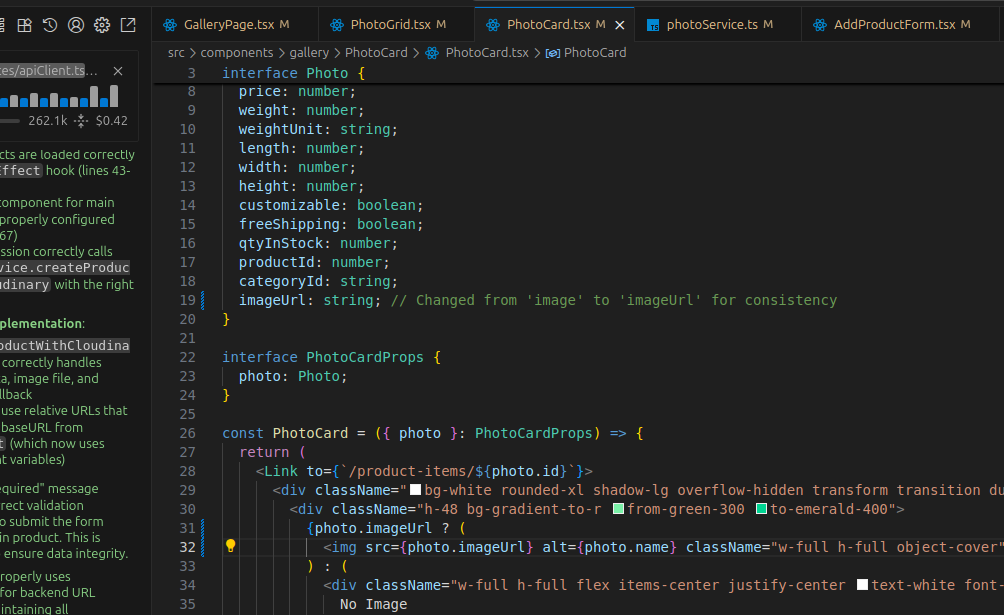 GalleryPage.tsx M PhotoGrid.tsx M PhotoCard.tsx M photoService.ts M AddProductForm.tsx M
src > components > gallery > PhotoCard > PhotoCard.tsx > PhotoCard
ces/apiClient.ts...
262.1k $0.42
cts are loaded correctly
Effect hook (lines 43-
component for main
properly configured
67)
ssion correctly calls
vice.createProduc
udinary with the right
plementation:
oductWithCloudina
correctly handles
a, image file, and
llback
use relative URLs that
baseURL from
t (which now uses
nt variables)
equired" message
rect validation
o submit the form
in product. This is
ensure data integrity.
roperly uses
for backend URL
intaining all
3 interface Photo {
8 price: number;
9 weight: number;
10 weightUnit: string;
11 length: number;
12 width: number;
13 height: number;
14 customizable: boolean;
15 freeShipping: boolean;
16 qtyInStock: number;
17 productId: number;
18 categoryId: string;
19 imageUrl: string; // Changed from 'image' to 'imageUrl' for consistency
20 }
21
22 interface PhotoCardProps {
23 photo: Photo;
24 }
25
26 const PhotoCard = ({ photo }: PhotoCardProps) => {
27 return (
28 <Link to={`/product-items/${photo.id}`}>
29 <div className="bg-white rounded-xl shadow-lg overflow-hidden transform transition du
30 <div className="h-48 bg-gradient-to-r from-green-300 to-emerald-400">
31 {photo.imageUrl ? (
32 <img src={photo.imageUrl} alt={photo.name} className="w-full h-full object-cover"
33 ) : (
34 <div className="w-full h-full flex items-center justify-center text-white font-
35 No Image